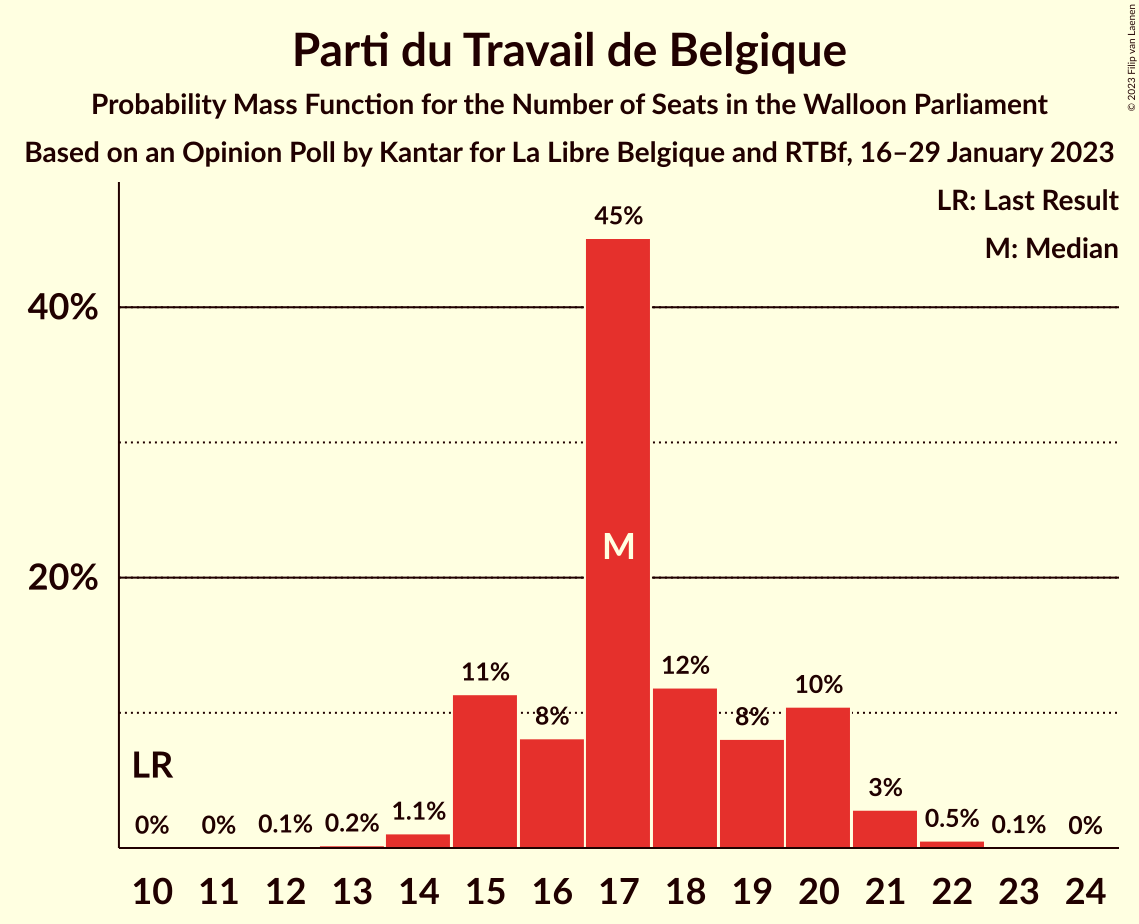 Parti du Travail de Belgique
Probability Mass Function for the Number of Seats in the Walloon Parliament
Based on an Opinion Poll by Kantar for La Libre Belgique and RTBf, 16–29 January 2023
© 2023 Filip van Laenen
LR: Last Result
M: Median
40%
20%
LR
M
0%
0%
0.1%
0.2%
1.1%
11%
8%
45%
12%
8%
10%
3%
0.5%
0.1%
0%
10 11 12 13 14 15 16 17 18 19 20 21 22 23 24